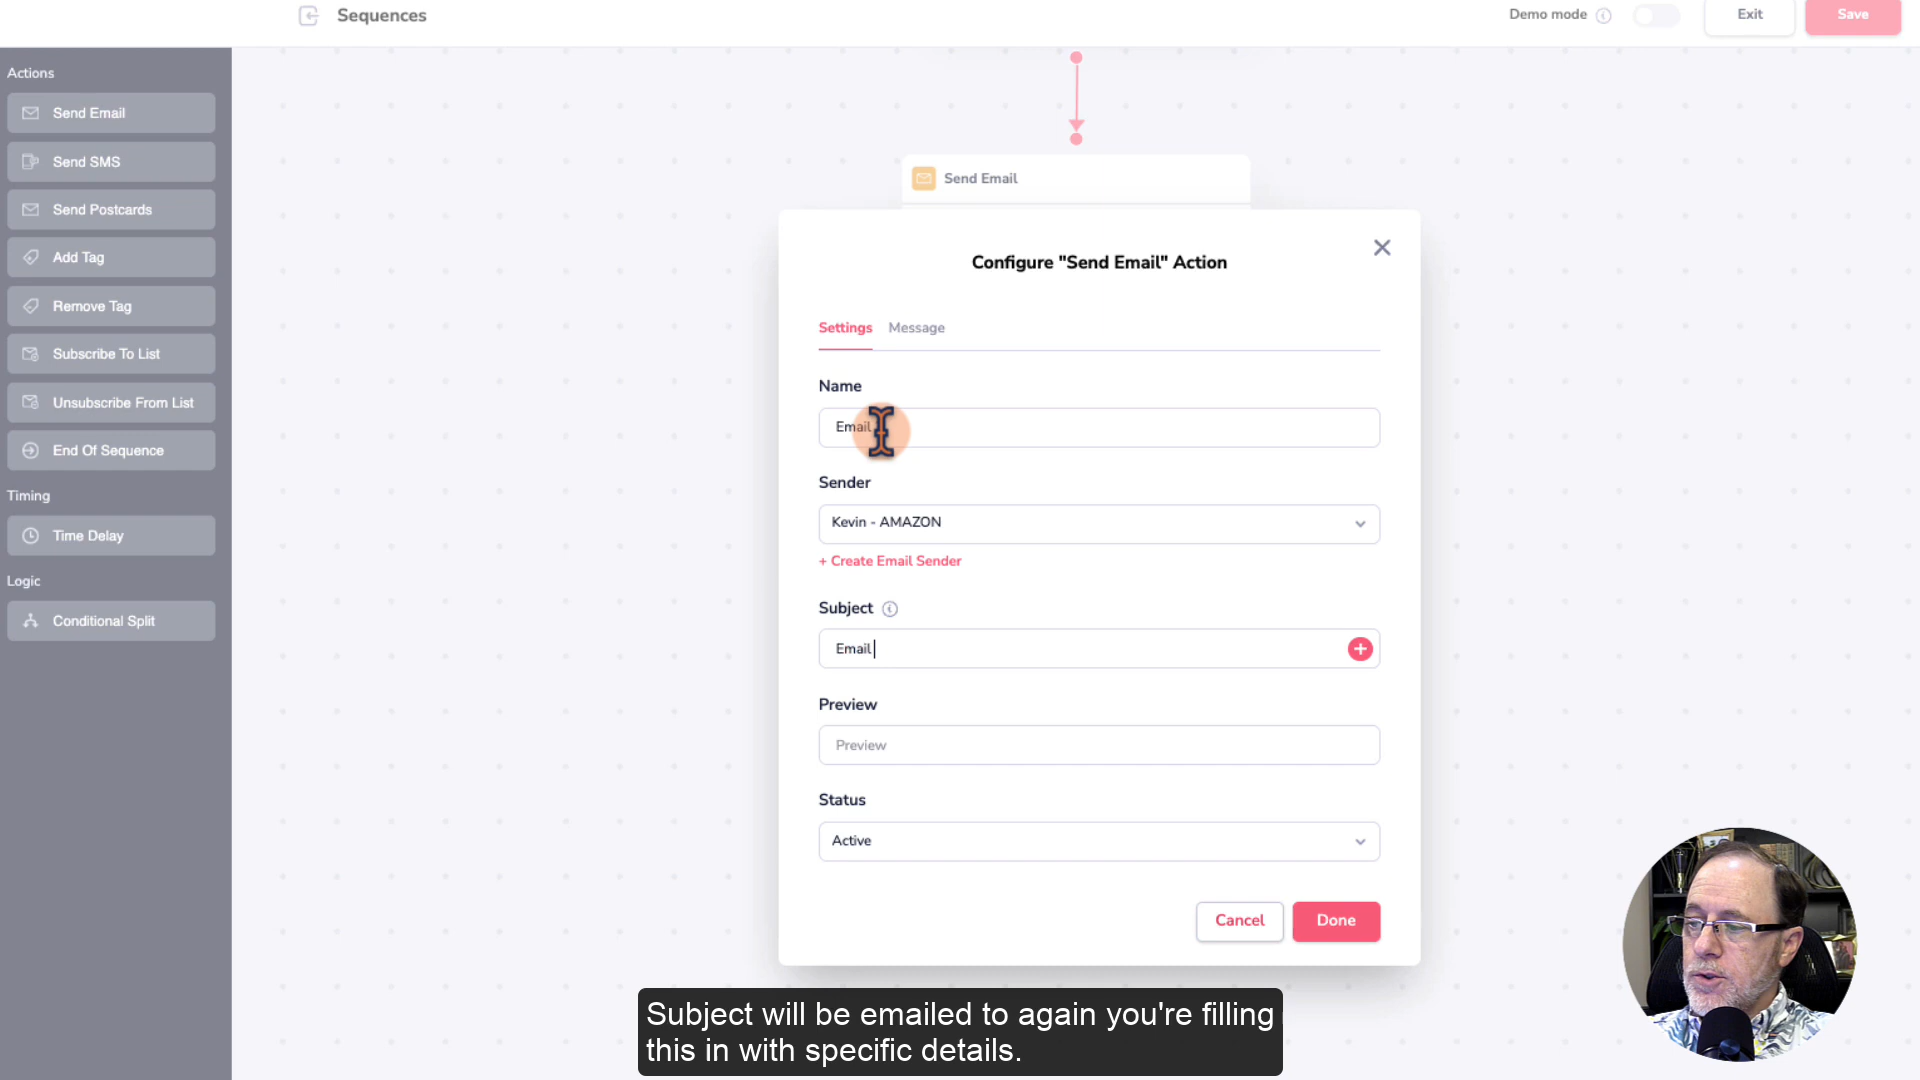 Sequences
Demo mode
Exit
Save
Actions
Send Email
Send SMS
Send Postcards
Add Tag
Remove Tag
Subscribe To List
Unsubscribe From List
End Of Sequence
Timing
Time Delay
Logic
Conditional Split
Send Email
Configure "Send Email" Action
Settings
Message
Name
Email
Sender
Kevin - AMAZON
+ Create Email Sender
Subject
Email
Preview
Preview
Status
Active
Cancel
Done
Subject will be emailed to again you're filling
this in with specific details.